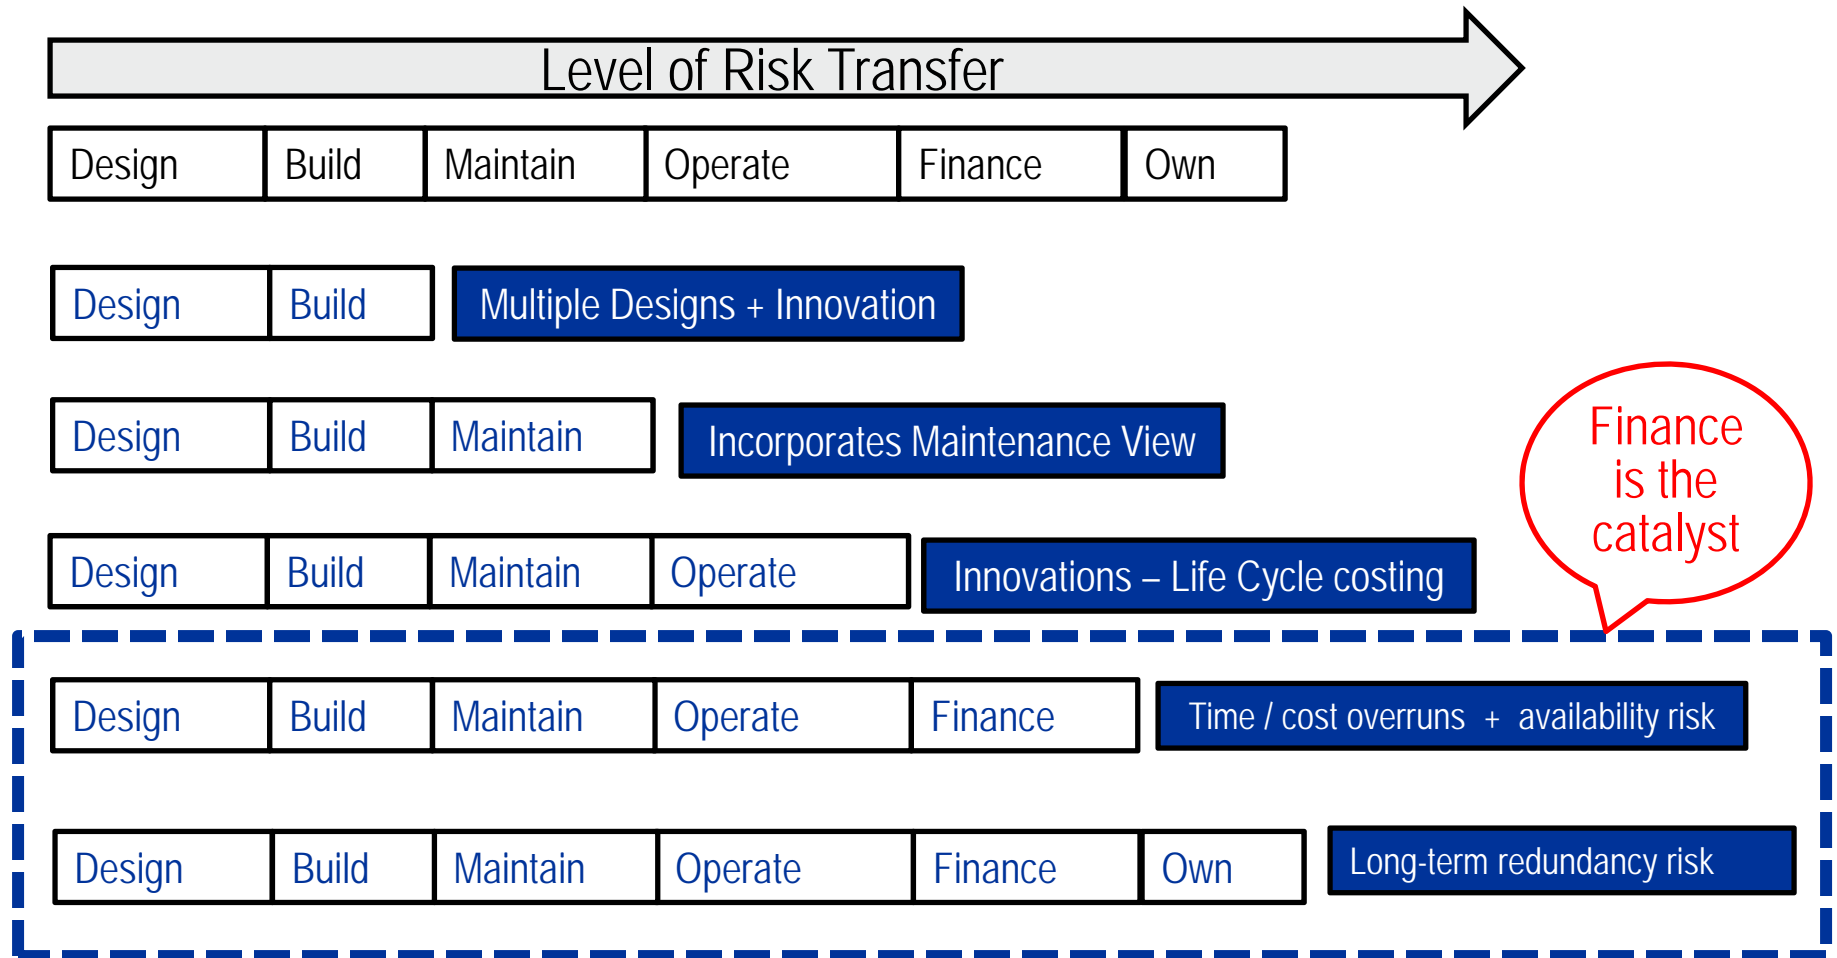 Level of Risk Transfer
Design Build Maintain Operate Finance Own
Design Build Multiple Designs + Innovation
Design Build Maintain Incorporates Maintenance View
Finance
is the
catalyst
Design Build Maintain Operate Innovations – Life Cycle costing
Design Build Maintain Operate Finance Time / cost overruns + availability risk
Design Build Maintain Operate Finance Own Long-term redundancy risk